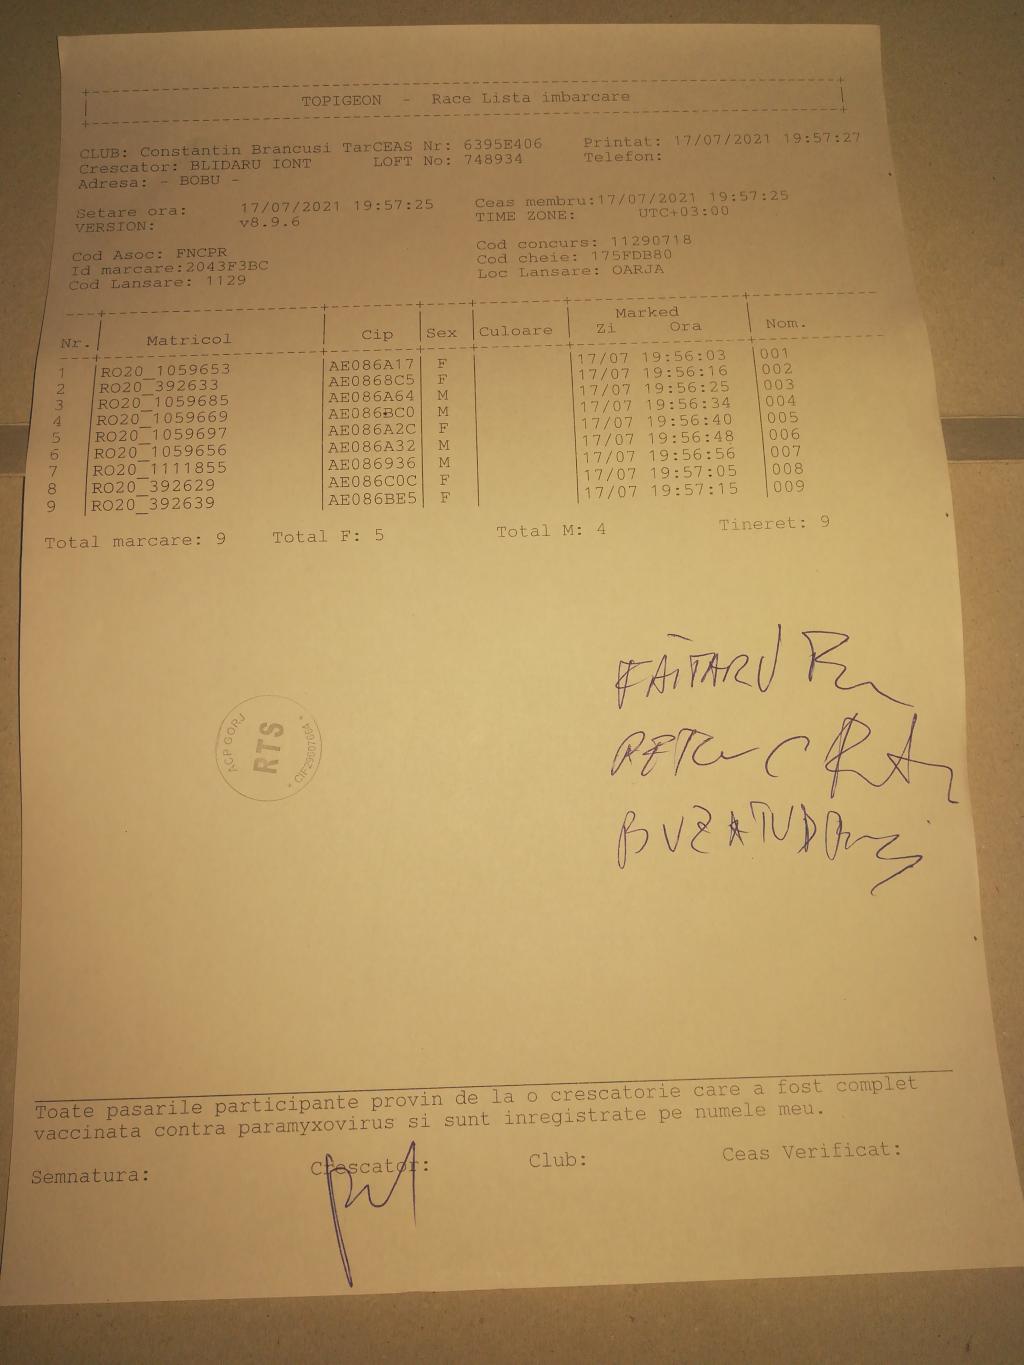 TOPIGEON - Race Lista imbarcare
CLUB: Constantin Brancusi TarCEAS Nr: 6395E406 Printat: 17/07/2021 19:57:27
Crescator: BLIDARU IONT LOFT No: 748934 Telefon:
Adresa: - BOBU -
Setare ora: 17/07/2021 19:57:25 Ceas membru:17/07/2021 19:57:25
VERSION: v8.9.6 TIME ZONE: UTC+03:00
Cod Asoc: FNCPR Cod concurs: 11290718
Id marcare:2043F3BC Cod cheie: 175FDB80
Cod Lansare: 1129 Loc Lansare: OARJA
Marked
Nr. Matricol Cip Sex Culoare Zi Ora Nom.
1 RO20_1059653 AE086A17 F 17/07 19:56:03 001
2 RO20_392633 AE0868C5 F 17/07 19:56:16 002
3 RO20_1059685 AE086A64 M 17/07 19:56:25 003
4 RO20_1059669 AE086BC0 M 17/07 19:56:34 004
5 RO20_1059697 AE086A2C F 17/07 19:56:40 005
6 RO20_1059656 AE086A32 M 17/07 19:56:48 006
7 RO20_1111855 AE086936 M 17/07 19:56:56 007
8 RO20_392629 AE086C0C F 17/07 19:57:05 008
9 RO20_392639 AE086BE5 F 17/07 19:57:15 009
Total marcare: 9 Total F: 5 Total M: 4 Tineret: 9
FAITARU
ACP GORJ
RTS
BUZATU
Toate pasarile participante provin de la o crescatorie care a fost complet
vaccinata contra paramyxovirus si sunt inregistrate pe numele meu.
Semnatura: Crescator: Club: Ceas Verificat: